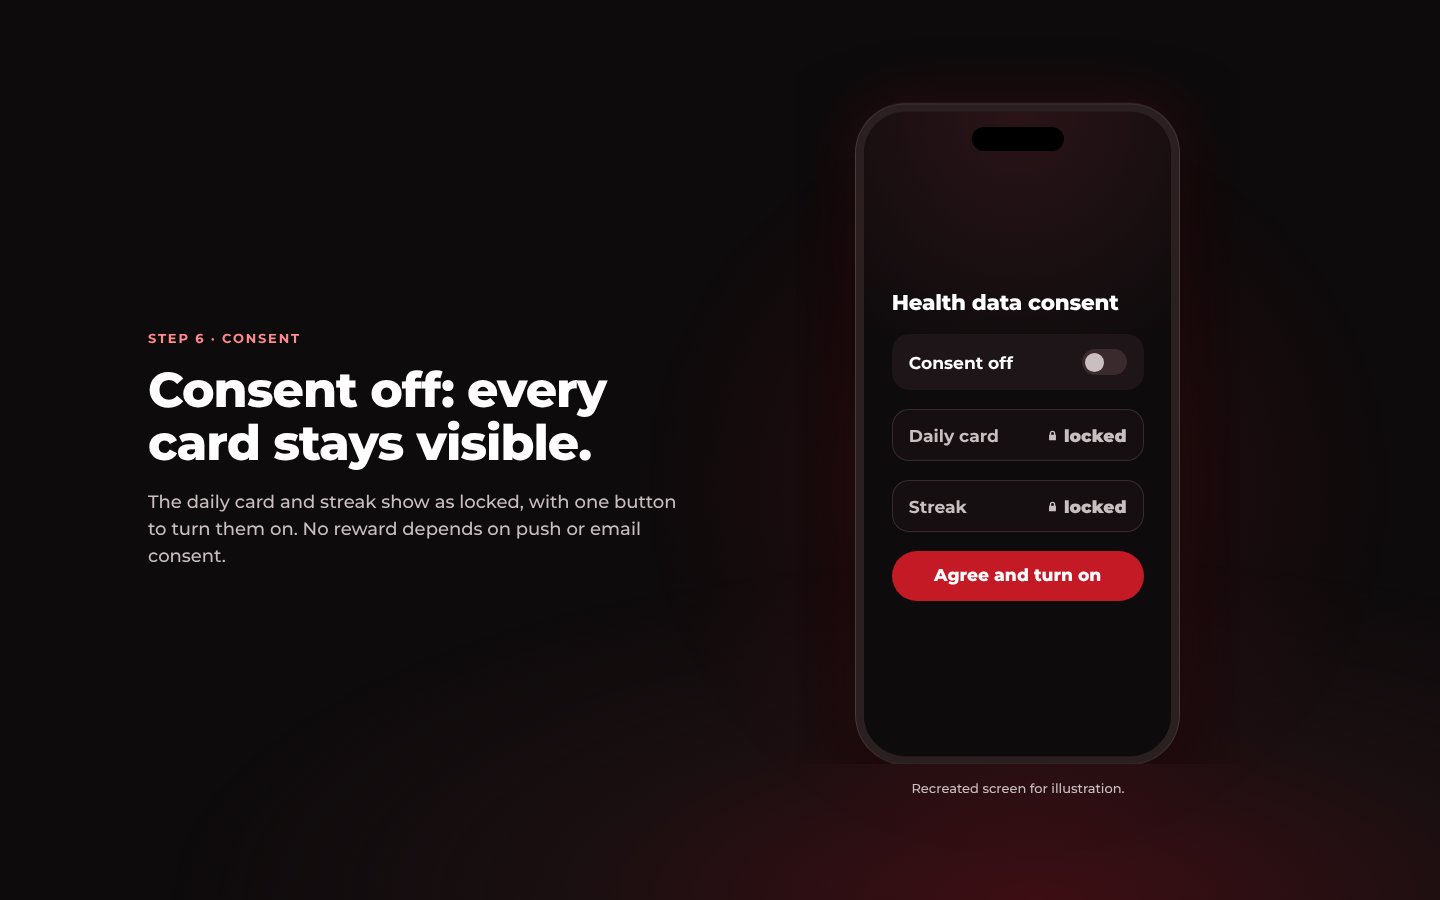 STEP 6 · CONSENT
Consent off: every
card stays visible.
The daily card and streak show as locked, with one button
to turn them on. No reward depends on push or email
consent.
Health data consent
Consent off
Daily card locked
Streak locked
Agree and turn on
Recreated screen for illustration.